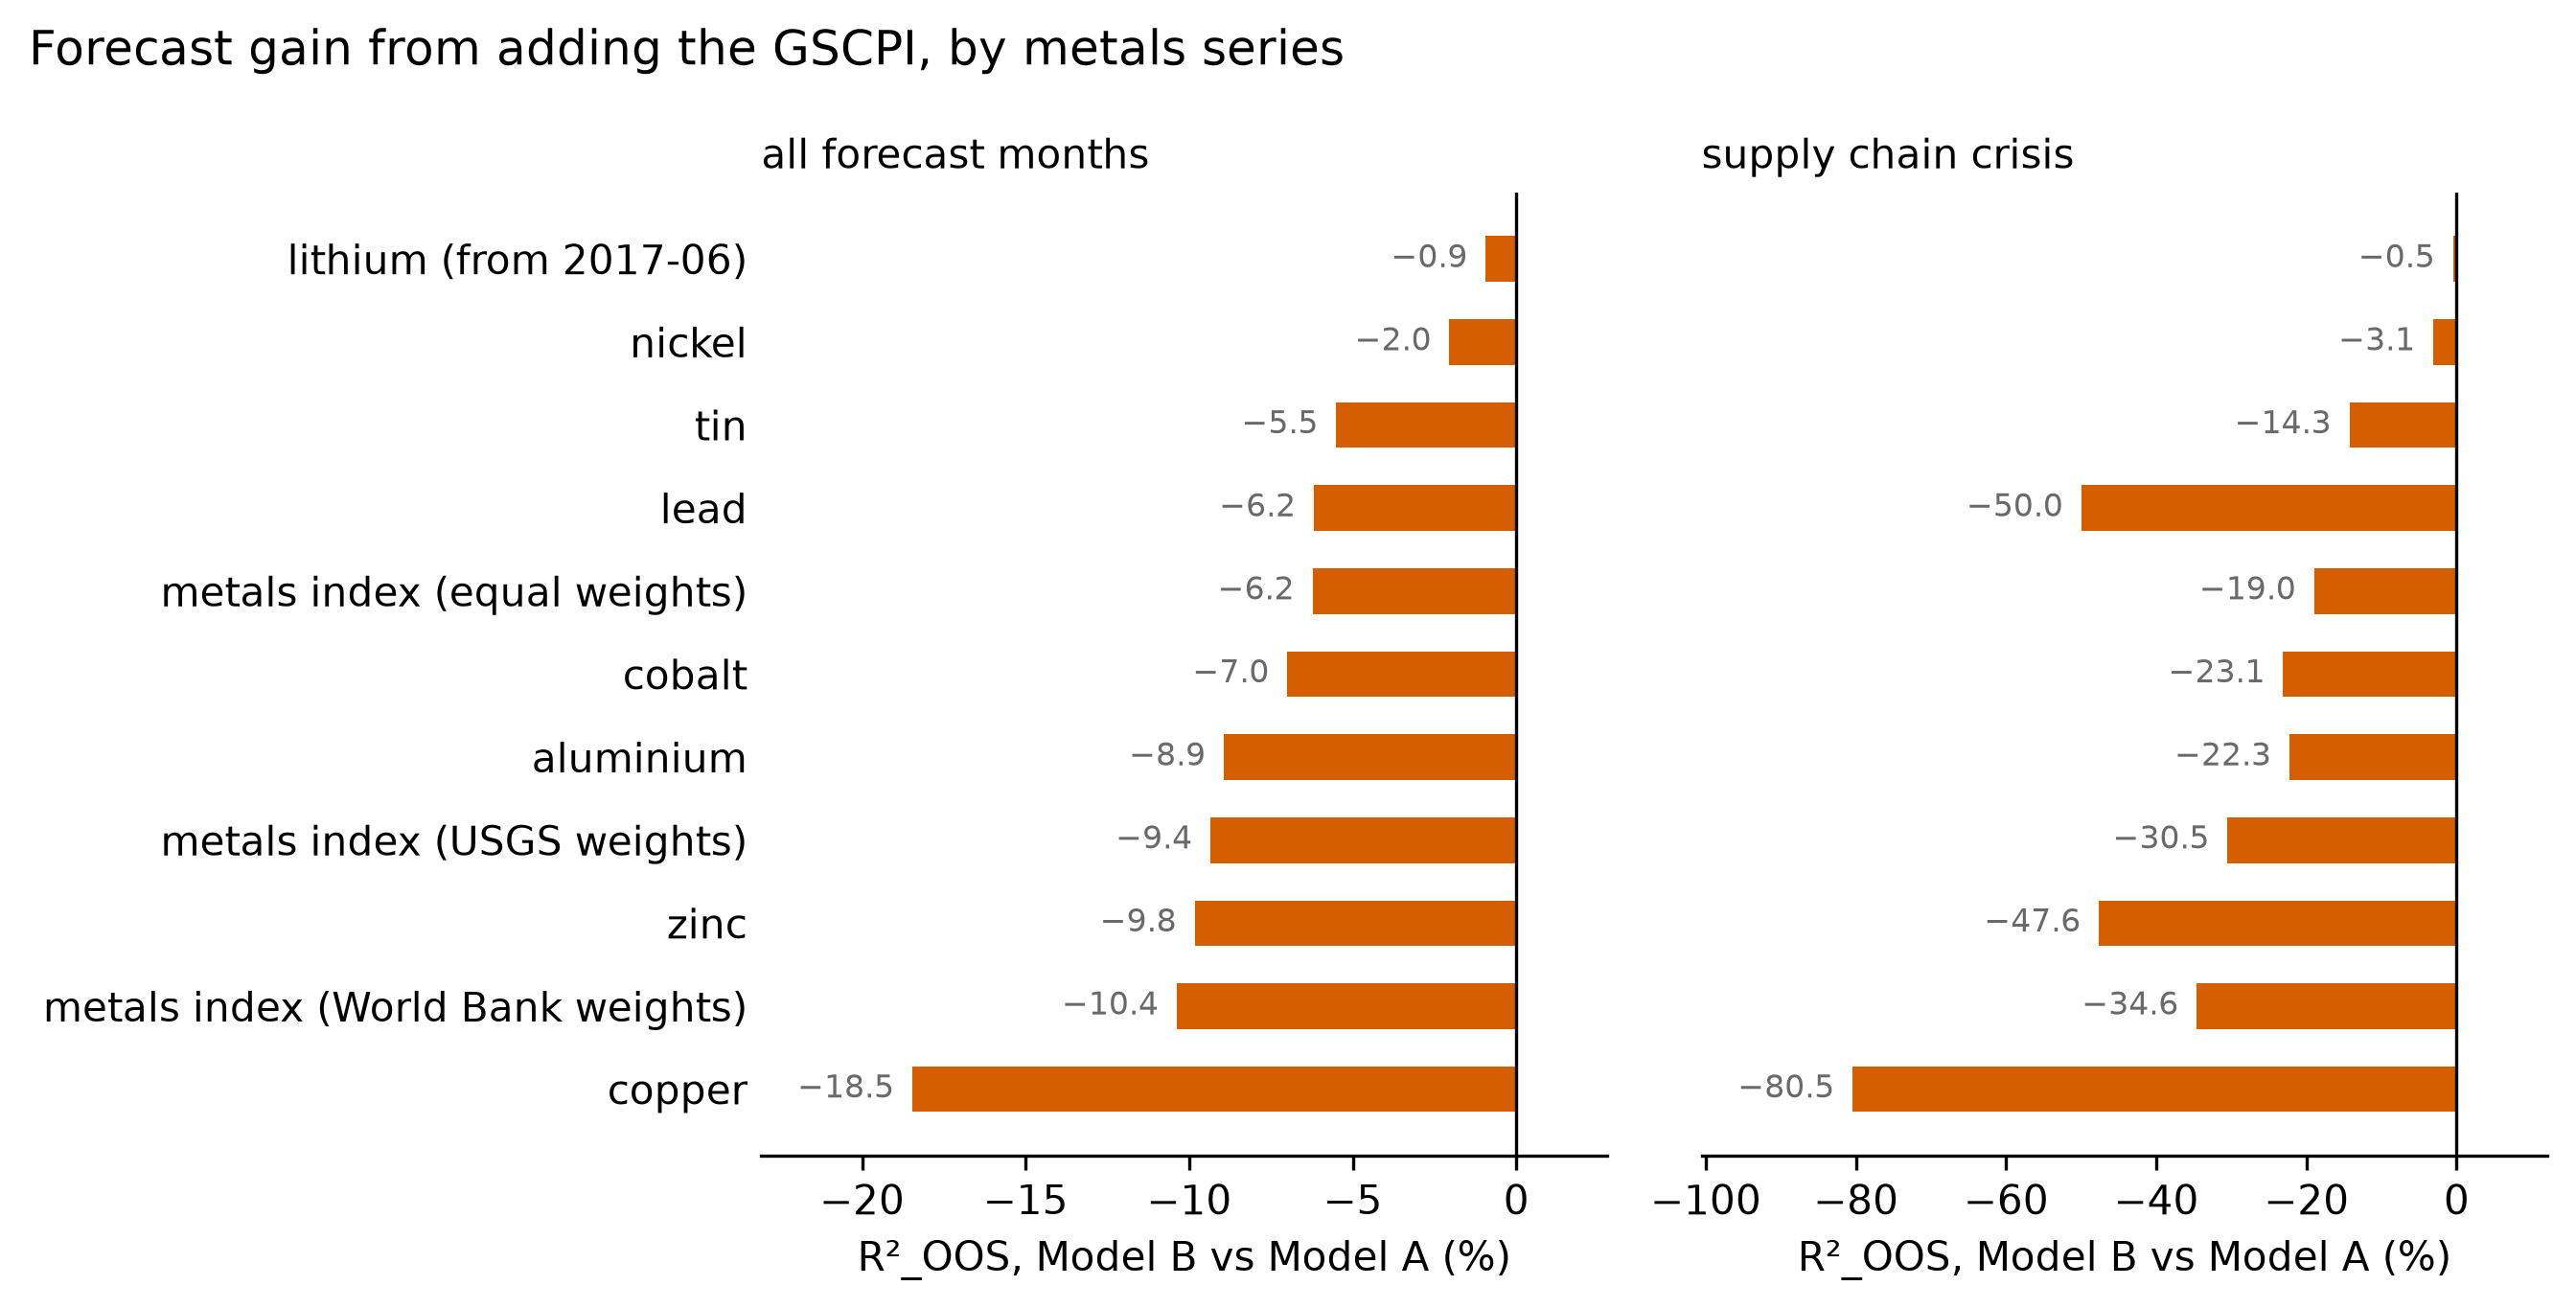 Forecast gain from adding the GSCPI, by metals series
all forecast months
supply chain crisis
lithium (from 2017-06) −0.9 −0.5
nickel −2.0 −3.1
tin −5.5 −14.3
lead −6.2 −50.0
metals index (equal weights) −6.2 −19.0
cobalt −7.0 −23.1
aluminium −8.9 −22.3
metals index (USGS weights) −9.4 −30.5
zinc −9.8 −47.6
metals index (World Bank weights) −10.4 −34.6
copper −18.5 −80.5
−20 −15 −10 −5 0
−100 −80 −60 −40 −20 0
R²_OOS, Model B vs Model A (%)
R²_OOS, Model B vs Model A (%)